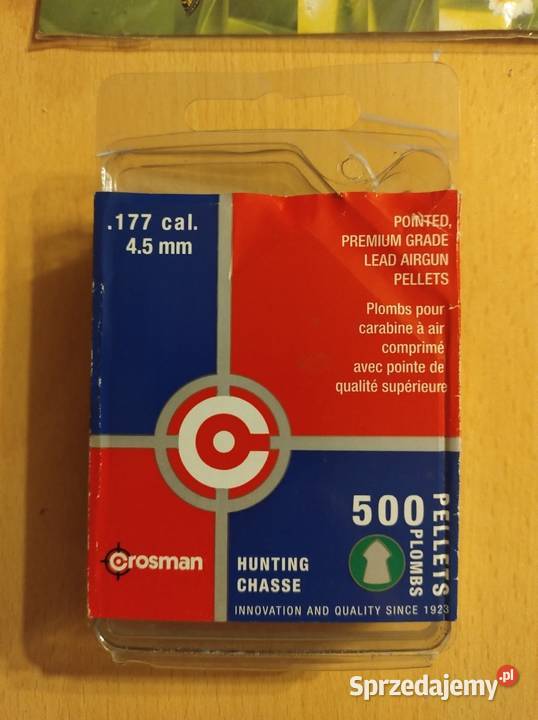 .177 cal.
4.5 mm
POINTED,
PREMIUM GRADE
LEAD AIRGUN
PELLETS
Plombs pour
carabine à air
comprimé
avec pointe de
qualité supérieure
500
PELLETS
PLOMBS
crosman
HUNTING
CHASSE
INNOVATION AND QUALITY SINCE 1923
Sprzedajemy.pl